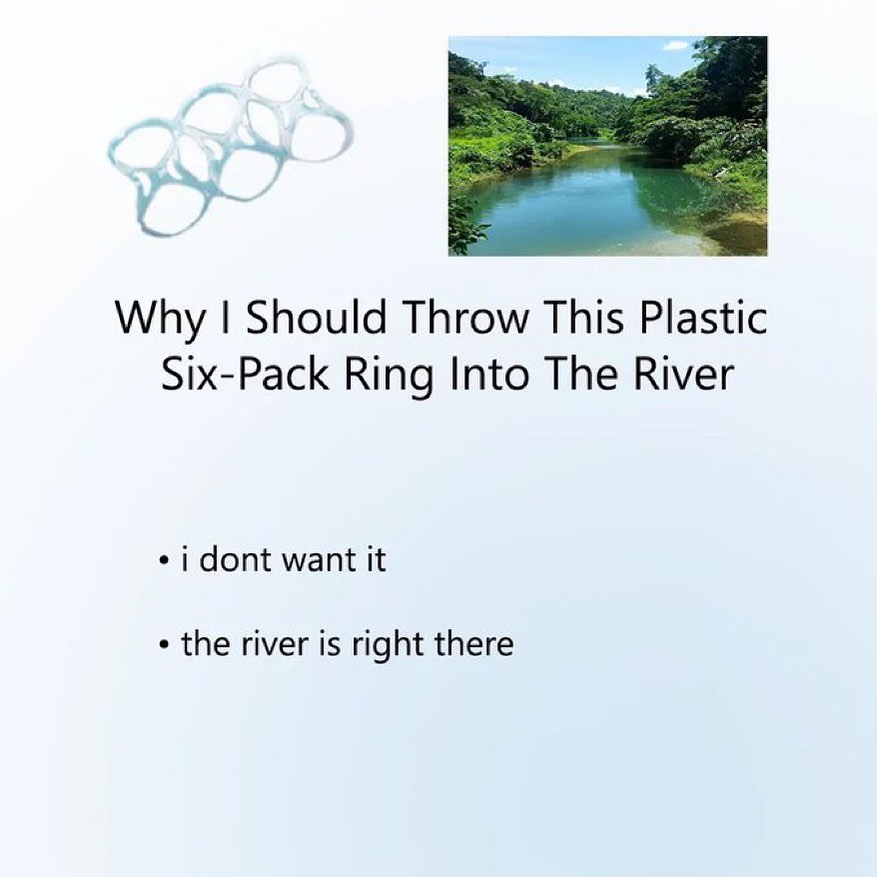 Why I Should Throw This Plastic
Six-Pack Ring Into The River
• i dont want it
• the river is right there